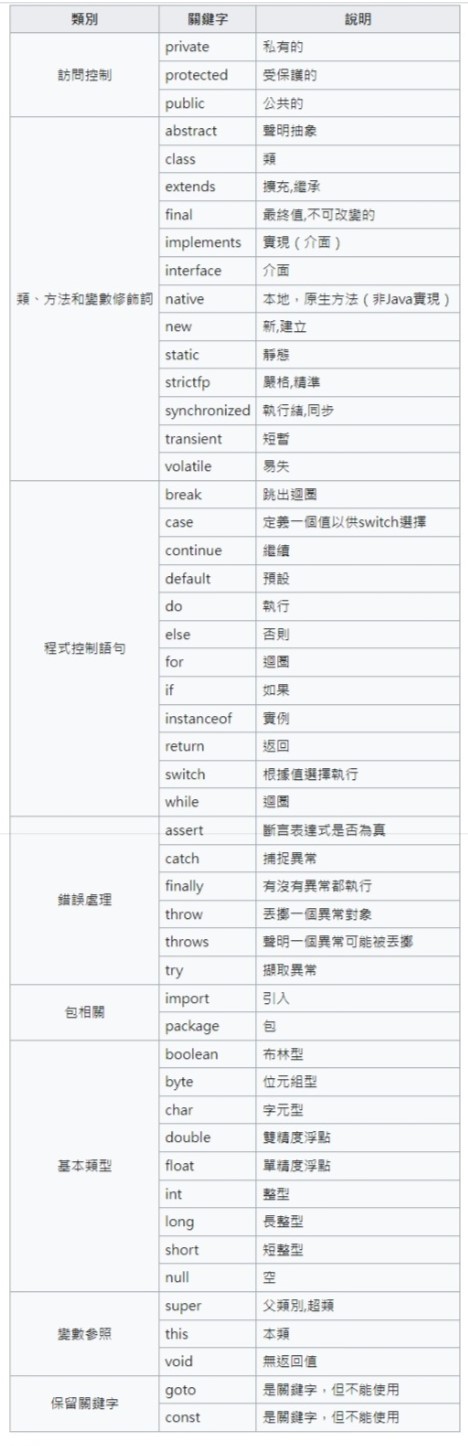 類別 關鍵字 說明
訪問控制
private 私有的
protected 受保護的
public 公共的
類、方法和變數修飾詞
abstract 聲明抽象
class 類
extends 擴充,繼承
final 最終值,不可改變的
implements 實現（介面）
interface 介面
native 本地，原生方法（非Java實現）
new 新,建立
static 靜態
strictfp 嚴格,精準
synchronized 執行緒,同步
transient 短暫
volatile 易失
程式控制語句
break 跳出迴圈
case 定義一個值以供switch選擇
continue 繼續
default 預設
do 執行
else 否則
for 迴圈
if 如果
instanceof 實例
return 返回
switch 根據值選擇執行
while 迴圈
錯誤處理
assert 斷言表達式是否為真
catch 捕捉異常
finally 有沒有異常都執行
throw 丟擲一個異常對象
throws 聲明一個異常可能被丟擲
try 擷取異常
包相關
import 引入
package 包
基本類型
boolean 布林型
byte 位元組型
char 字元型
double 雙精度浮點
float 單精度浮點
int 整型
long 長整型
short 短整型
null 空
變數參照
super 父類別,超類
this 本類
void 無返回值
保留關鍵字
goto 是關鍵字，但不能使用
const 是關鍵字，但不能使用